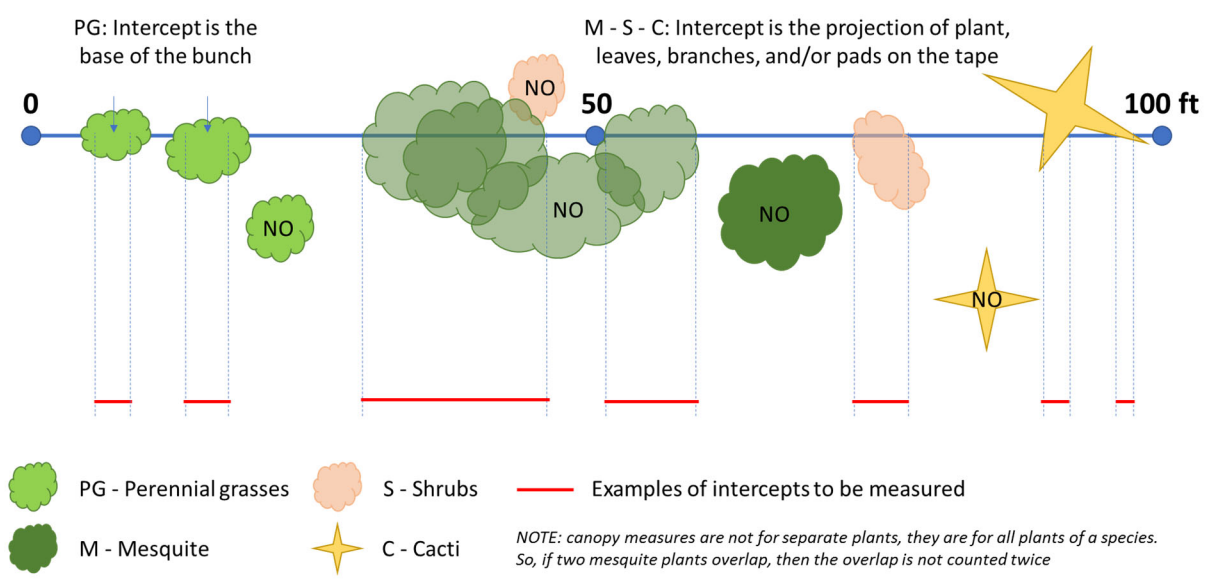 PG: Intercept is the
base of the bunch
M - S - C: Intercept is the projection of plant,
leaves, branches, and/or pads on the tape
0
50
100 ft
NO
NO
NO
NO
NO
PG - Perennial grasses
S - Shrubs
Examples of intercepts to be measured
M - Mesquite
C - Cacti
NOTE: canopy measures are not for separate plants, they are for all plants of a species.
So, if two mesquite plants overlap, then the overlap is not counted twice